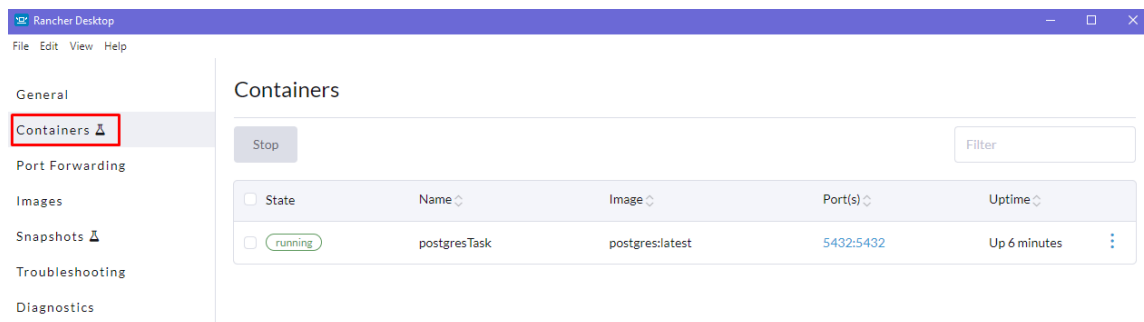 Rancher Desktop
File Edit View Help
General
Containers
Port Forwarding
Images
Snapshots
Troubleshooting
Diagnostics
Containers
Stop
Filter
State Name Image Port(s) Uptime
running postgresTask postgres:latest 5432:5432 Up 6 minutes